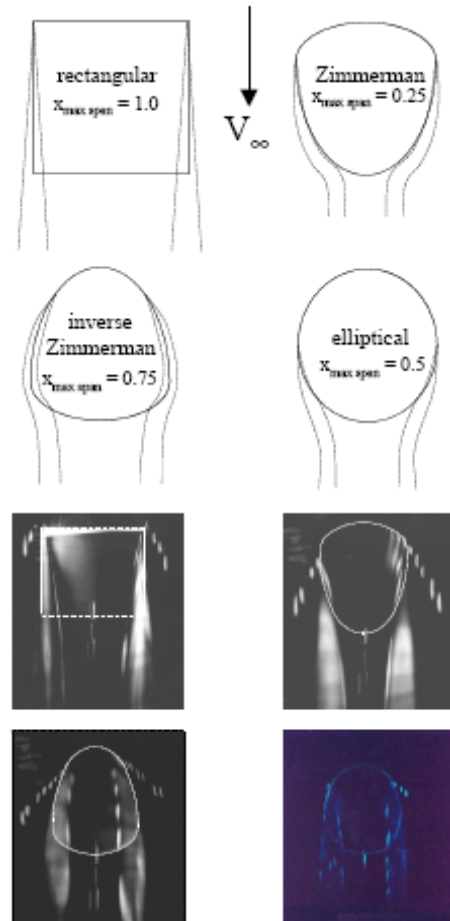 rectangular
x_max span = 1.0
V_∞
Zimmerman
x_max span = 0.25
inverse
Zimmerman
x_max span = 0.75
elliptical
x_max span = 0.5